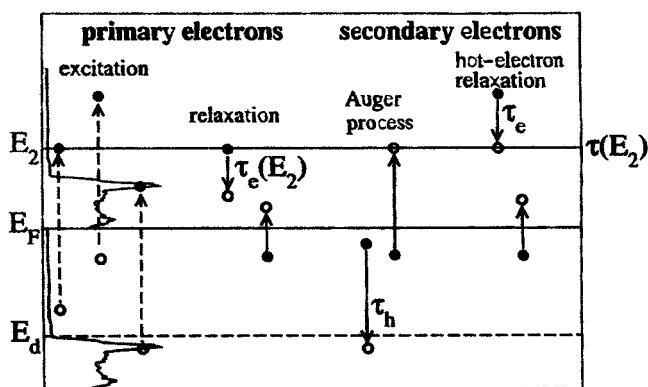 primary electrons
secondary electrons
excitation
relaxation
Auger
process
hot-electron
relaxation
τe
E2
τe(E2)
τ(E2)
EF
τh
Ed